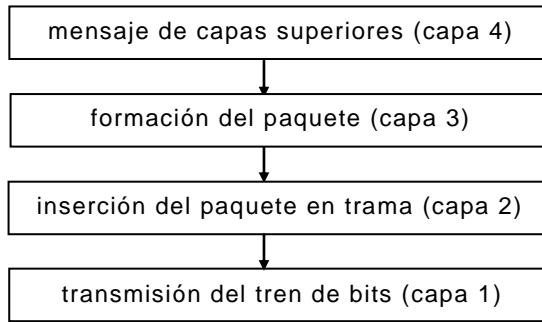 mensaje de capas superiores (capa 4)
formación del paquete (capa 3)
inserción del paquete en trama (capa 2)
transmisión del tren de bits (capa 1)